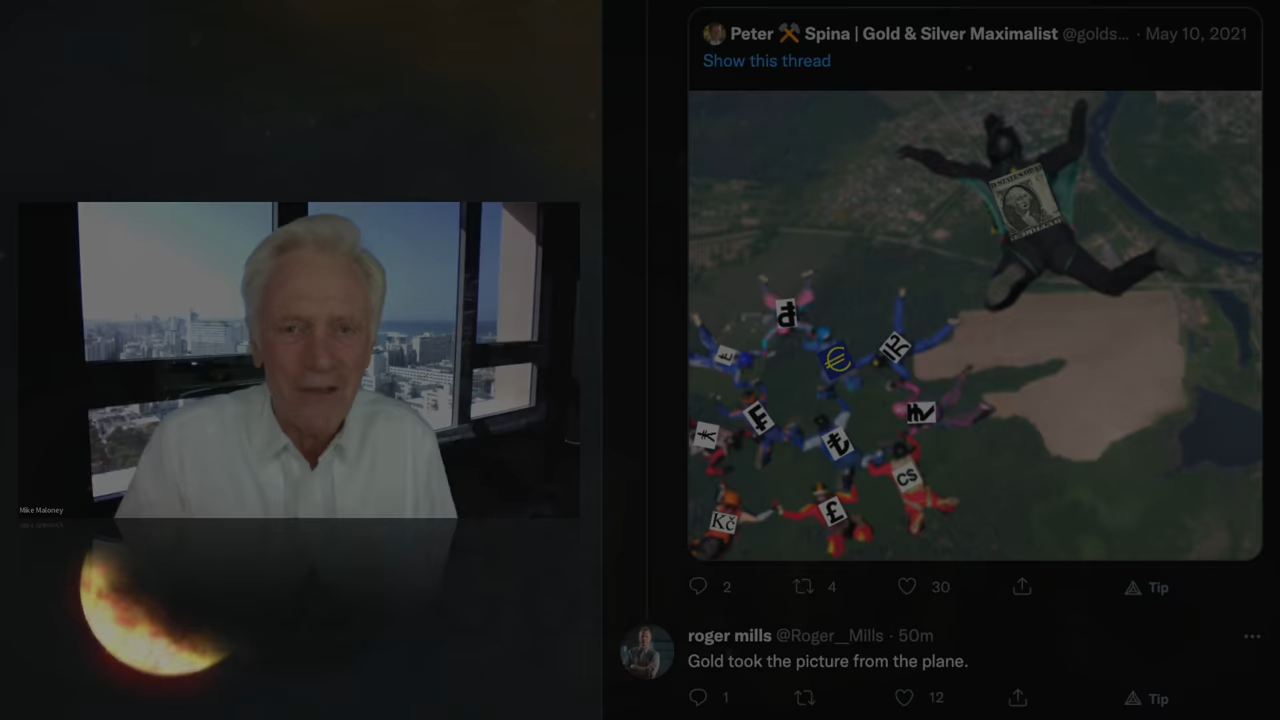 Peter Spina | Gold & Silver Maximalist @golds... · May 10, 2021
Show this thread
€
₺
CS
£
Kč
2 4 30 Tip
Mike Maloney
roger mills @Roger__Mills · 50m
Gold took the picture from the plane.
1 12 Tip